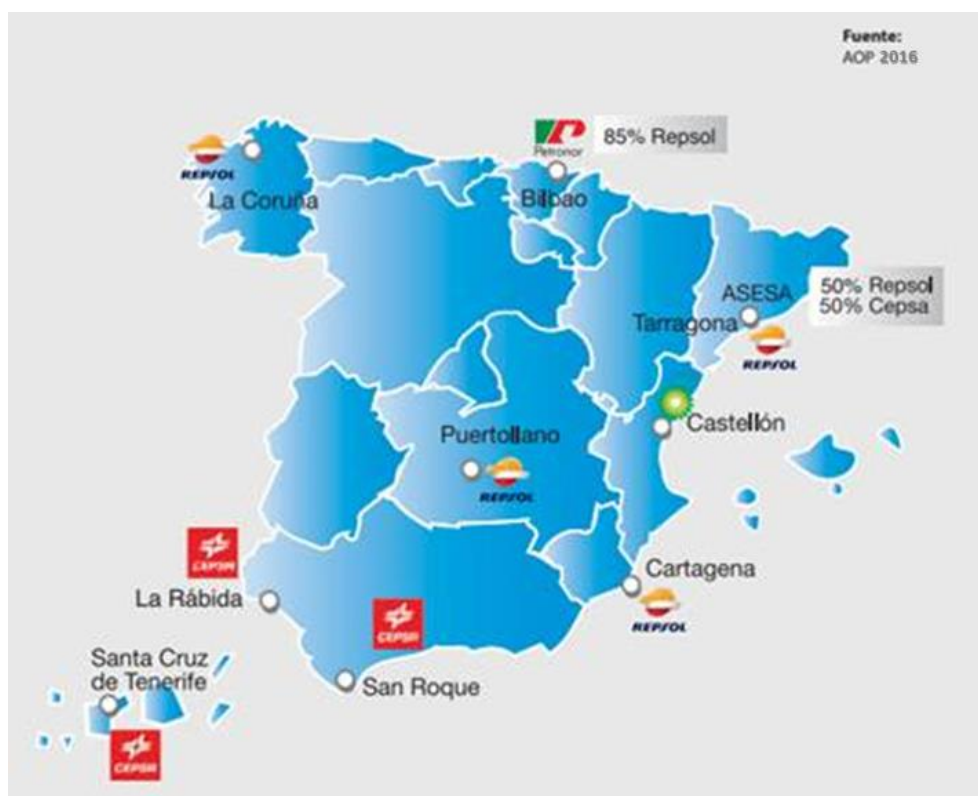 Fuente:
AOP 2016
Petronor
85% Repsol
REPSOL
La Coruña
Bilbao
ASESA
50% Repsol
50% Cepsa
Tarragona
REPSOL
Castellón
Puertollano
REPSOL
CEPSA
La Rábida
Cartagena
REPSOL
CEPSA
Santa Cruz
de Tenerife
San Roque
CEPSA